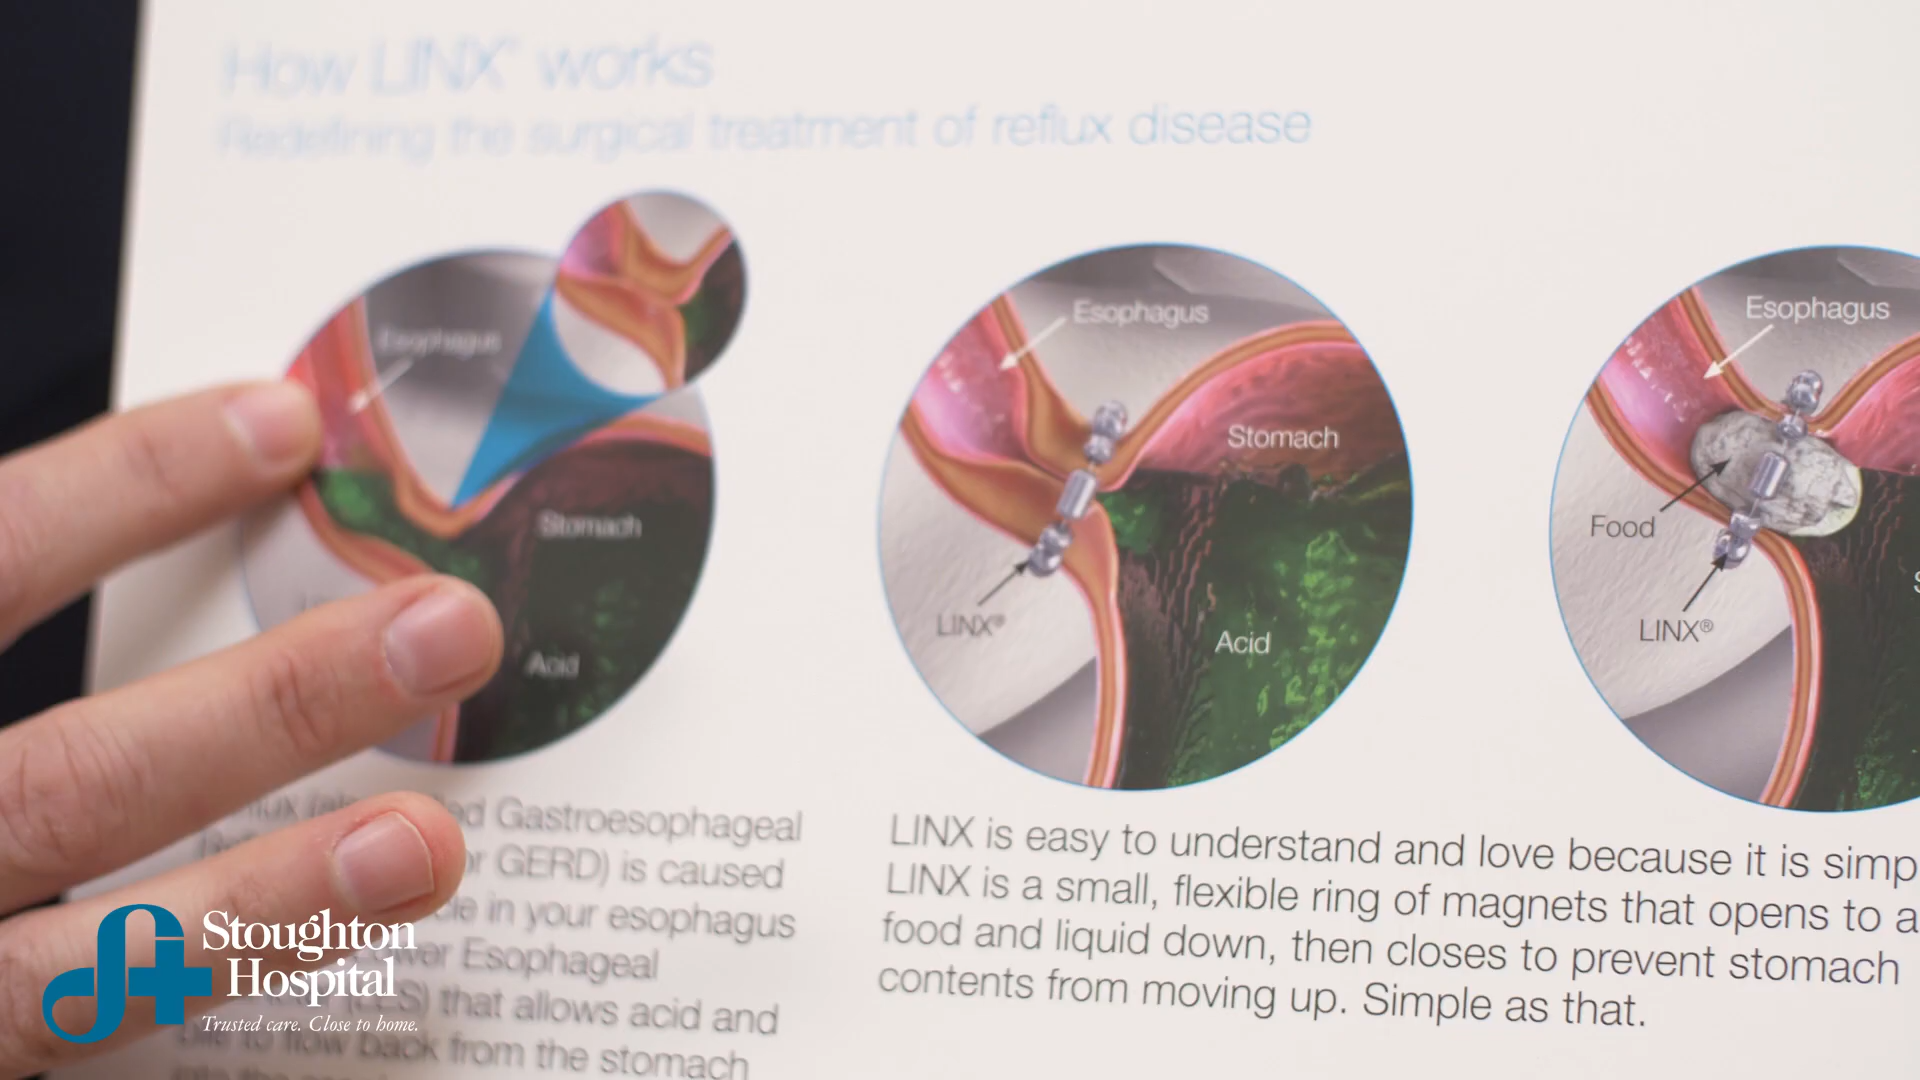 How LINX® works
Redefining the surgical treatment of reflux disease
Esophagus
Stomach
Acid
Esophagus
Stomach
LINX®
Acid
Esophagus
Food
LINX®
Gastroesophageal
GERD) is caused
in your esophagus
Esophageal
that allows acid and
to flow back from the stomach
LINX is easy to understand and love because it is
LINX is a small, flexible ring of magnets that opens to
food and liquid down, then closes to prevent stomach
contents from moving up. Simple as that.
Stoughton
Hospital
Trusted care. Close to home.